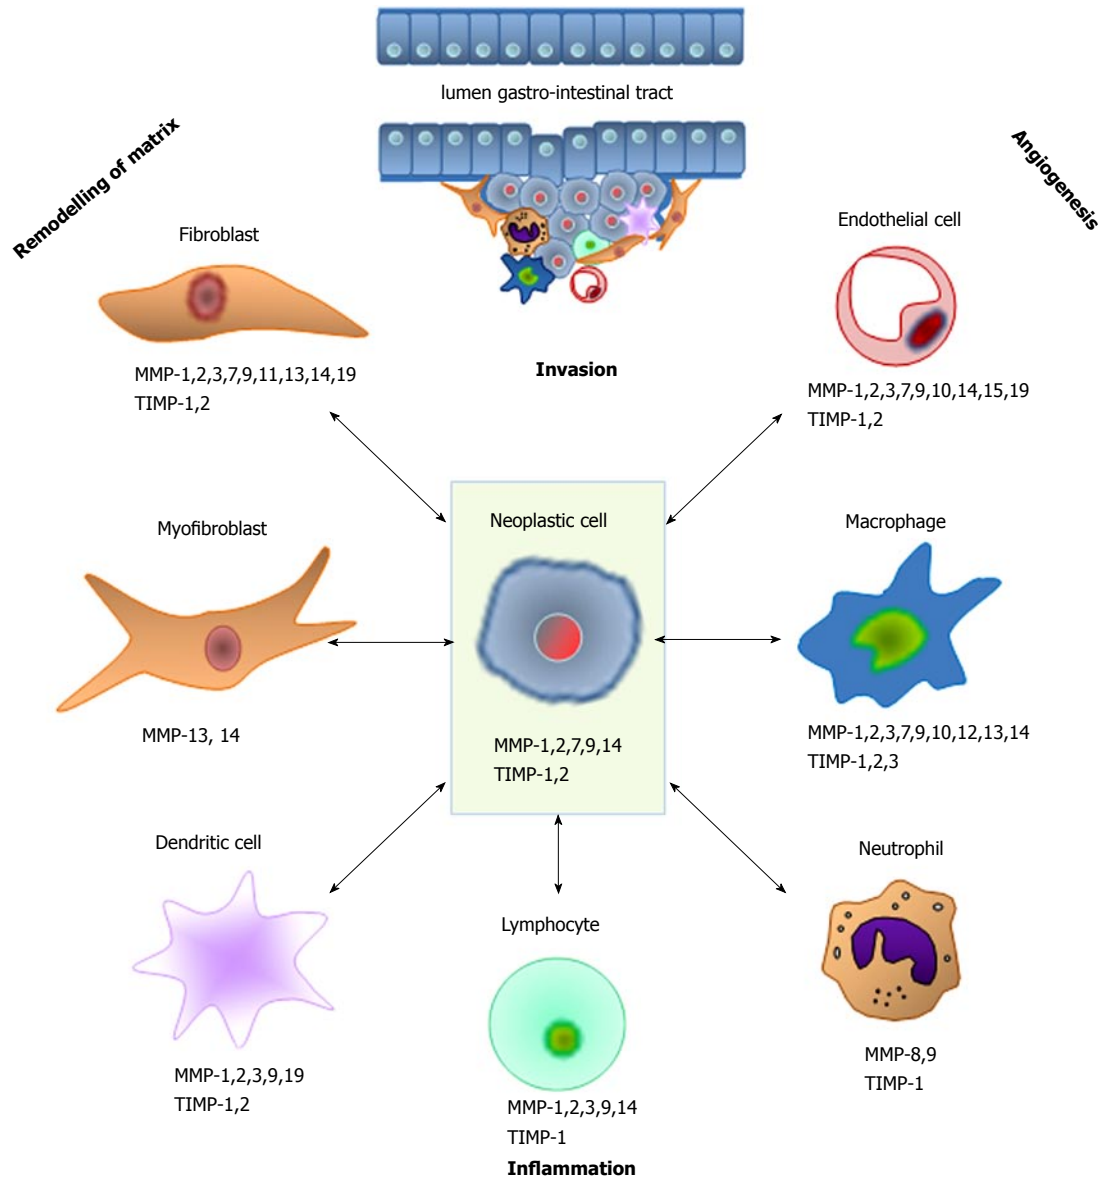 lumen gastro-intestinal tract
Remodelling of matrix
Angiogenesis
Fibroblast
MMP-1,2,3,7,9,11,13,14,19
TIMP-1,2
Endothelial cell
MMP-1,2,3,7,9,10,14,15,19
TIMP-1,2
Invasion
Myofibroblast
MMP-13, 14
Neoplastic cell
MMP-1,2,7,9,14
TIMP-1,2
Macrophage
MMP-1,2,3,7,9,10,12,13,14
TIMP-1,2,3
Dendritic cell
MMP-1,2,3,9,19
TIMP-1,2
Lymphocyte
MMP-1,2,3,9,14
TIMP-1
Inflammation
Neutrophil
MMP-8,9
TIMP-1